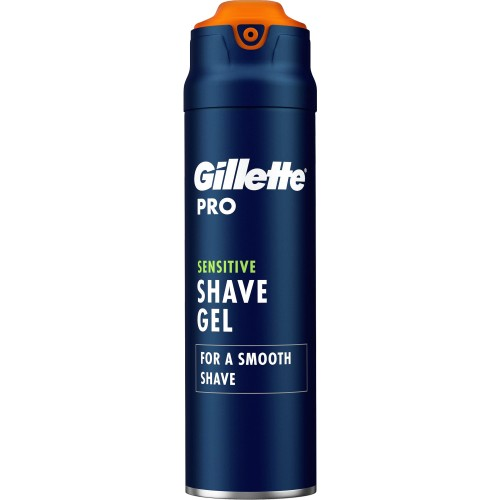 Gillette
PRO
SENSITIVE
SHAVE
GEL
FOR A SMOOTH
SHAVE